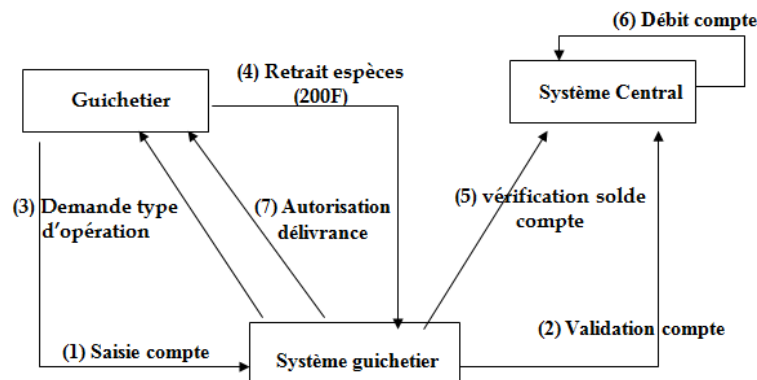 (6) Débit compte
(4) Retrait espèces
(200F)
Guichetier
Système Central
(3) Demande type
d'opération
(7) Autorisation
délivrance
(5) vérification solde
compte
(2) Validation compte
(1) Saisie compte
Système guichetier